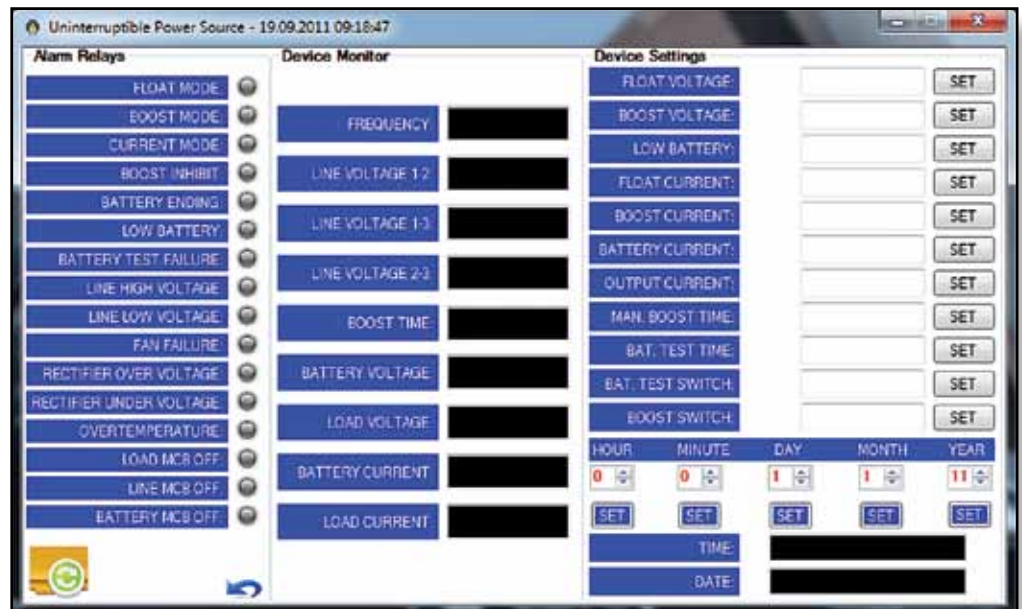 Uninterruptible Power Source - 19.09.2011 09:18:47
Alarm Relays
FLOAT MODE:
BOOST MODE:
CURRENT MODE:
BOOST INHIBIT:
BATTERY ENDING:
LOW BATTERY:
BATTERY TEST FAILURE:
LINE HIGH VOLTAGE:
LINE LOW VOLTAGE:
FAN FAILURE:
RECTIFIER OVER VOLTAGE:
RECTIFIER UNDER VOLTAGE:
OVERTEMPERATURE:
LOAD MCB OFF:
LINE MCB OFF:
BATTERY MCB OFF:
Device Monitor
FREQUENCY:
LINE VOLTAGE 1-2:
LINE VOLTAGE 1-3:
LINE VOLTAGE 2-3:
BOOST TIME:
BATTERY VOLTAGE:
LOAD VOLTAGE:
BATTERY CURRENT:
LOAD CURRENT:
Device Settings
FLOAT VOLTAGE: SET
BOOST VOLTAGE: SET
LOW BATTERY: SET
FLOAT CURRENT: SET
BOOST CURRENT: SET
BATTERY CURRENT: SET
OUTPUT CURRENT: SET
MAN. BOOST TIME: SET
BAT. TEST TIME: SET
BAT. TEST SWITCH: SET
BOOST SWITCH: SET
HOUR MINUTE DAY MONTH YEAR
0 0 1 1 11
SET SET SET SET SET
TIME:
DATE: